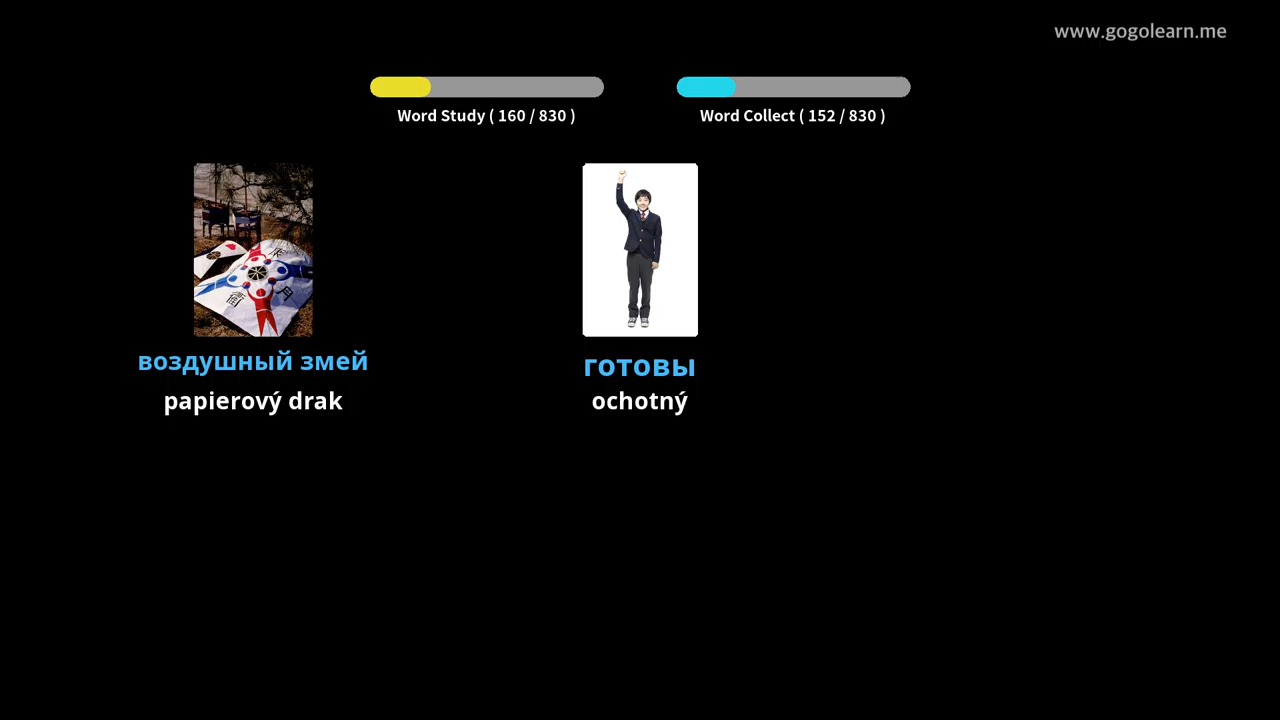 www.gogolearn.me
Word Study ( 160 / 830 )
Word Collect ( 152 / 830 )
воздушный змей
papierový drak
готовы
ochotný